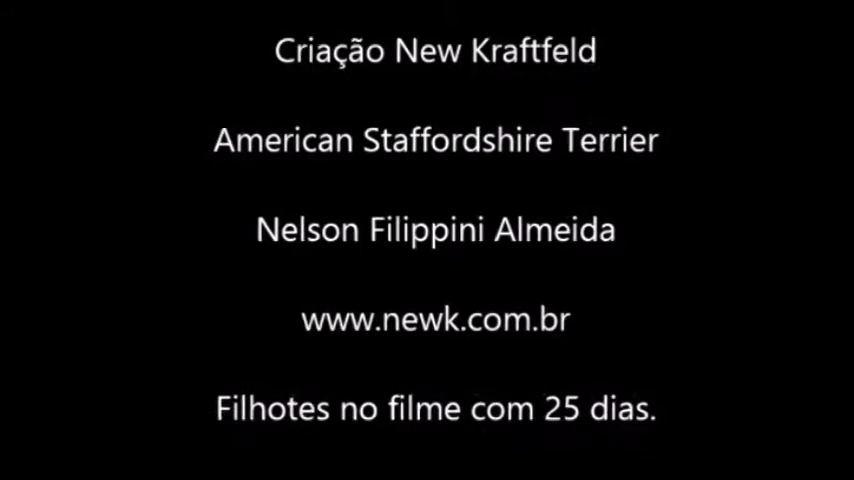 Criação New Kraftfeld
American Staffordshire Terrier
Nelson Filippini Almeida
www.newk.com.br
Filhotes no filme com 25 dias.